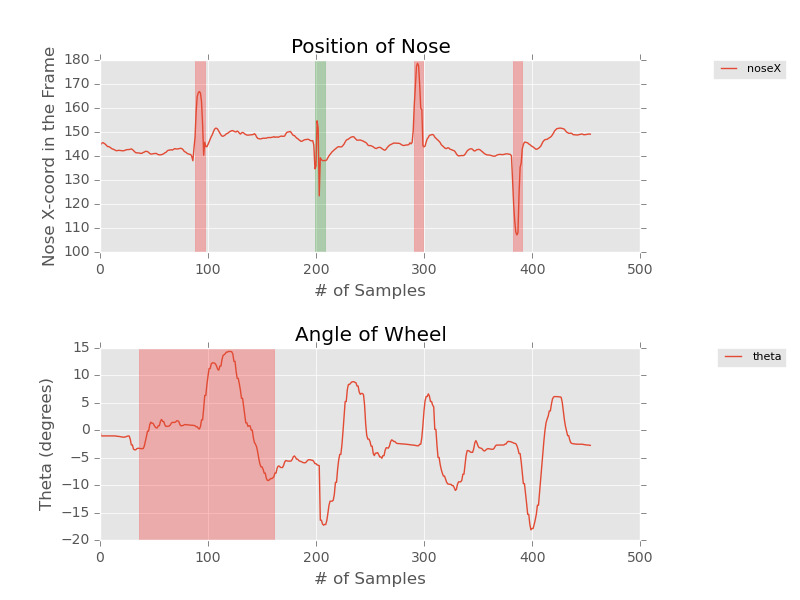 Position of Nose
Nose X-coord in the Frame
180
170
160
150
140
130
120
110
100
0 100 200 300 400 500
# of Samples
noseX
Angle of Wheel
Theta (degrees)
15
10
5
0
−5
−10
−15
−20
0 100 200 300 400 500
# of Samples
theta